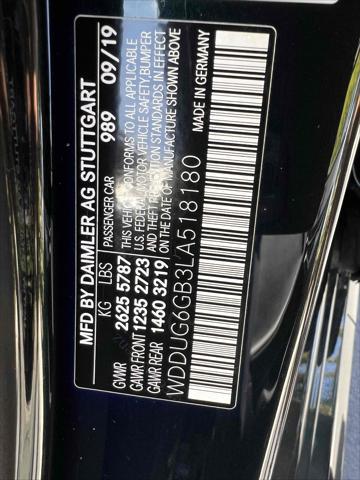 MFD BY DAIMLER AG STUTTGART
KG LBS PASSENGER CAR 989 09/19
GVWR 2625 5787 THIS VEHICLE CONFORMS TO ALL APPLICABLE
GAWR FRONT 1235 2723 U.S. FEDERAL MOTOR VEHICLE SAFETY, BUMPER
GAWR REAR 1460 3219 AND THEFT PREVENTION STANDARDS IN EFFECT
ON THE DATE OF MANUFACTURE SHOWN ABOVE
WDDUG6GB3LA518180 MADE IN GERMANY